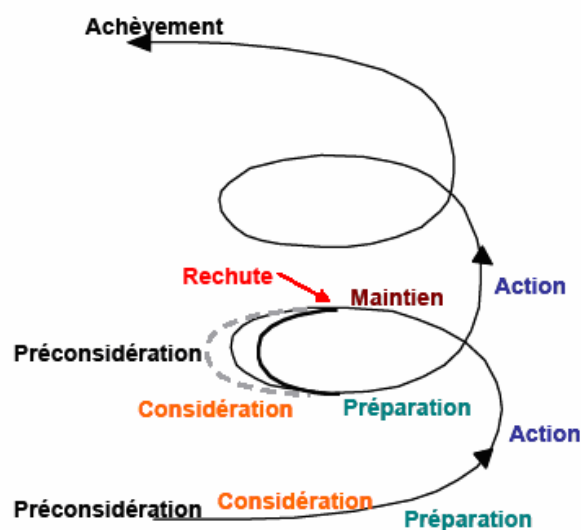 Achèvement
Rechute
Maintien
Action
Préconsidération
Considération
Préparation
Action
Préconsidération
Considération
Préparation